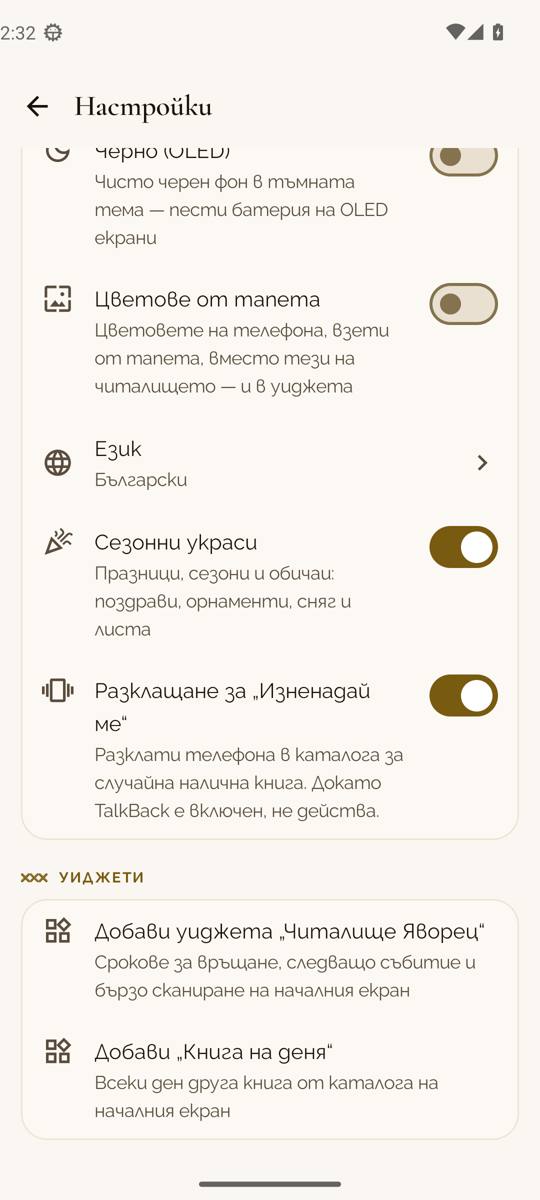 2:32
Настройки
Черно (OLED)
Чисто черен фон в тъмната
тема — пести батерия на OLED
екрани
Цветове от тапета
Цветовете на телефона, взети
от тапета, вместо тези на
читалището — и в уиджета
Език
Български
Сезонни украси
Празници, сезони и обичаи:
поздрави, орнаменти, сняг и
листа
Разклащане за „Изненадай
ме“
Разклати телефона в каталога за
случайна налична книга. Докато
TalkBack е включен, не действа.
УИДЖЕТИ
Добави уиджета „Читалище Яворец“
Срокове за връщане, следващо събитие и
бързо сканиране на началния екран
Добави „Книга на деня“
Всеки ден друга книга от каталога на
началния екран